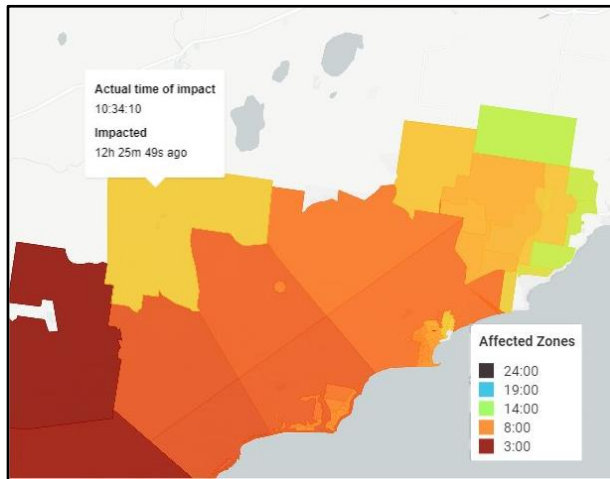 Actual time of impact
10:34:10
Impacted
12h 25m 49s ago
Affected Zones
24:00
19:00
14:00
8:00
3:00